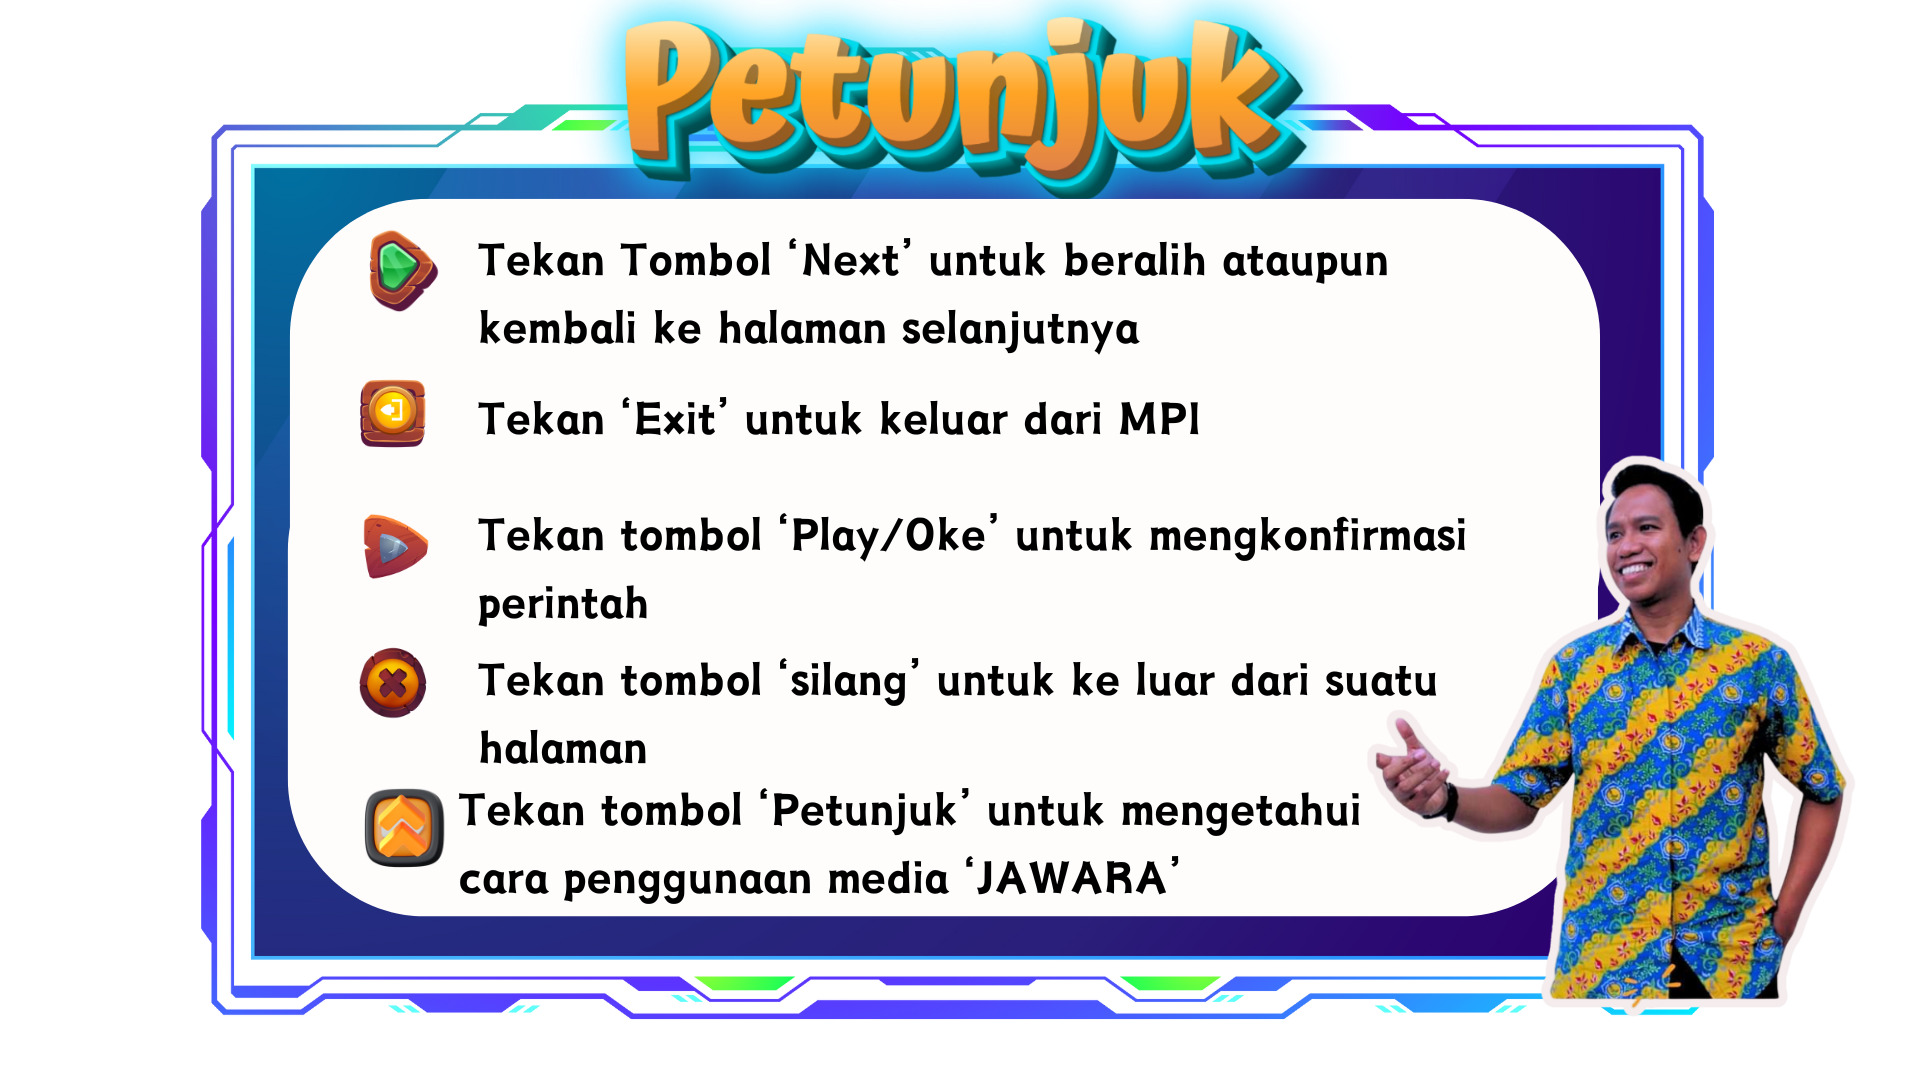 Petunjuk
Tekan Tombol ‘Next’ untuk beralih ataupun
kembali ke halaman selanjutnya
Tekan ‘Exit’ untuk keluar dari MPI
Tekan tombol ‘Play/Oke’ untuk mengkonfirmasi
perintah
Tekan tombol ‘silang’ untuk ke luar dari suatu
halaman
Tekan tombol ‘Petunjuk’ untuk mengetahui
cara penggunaan media ‘JAWARA’